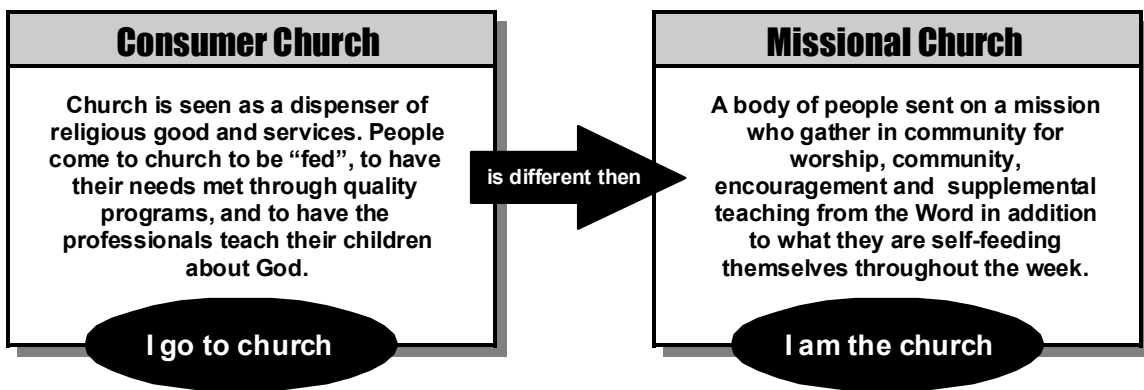 Consumer Church
Church is seen as a dispenser of
religious good and services. People
come to church to be “fed”, to have
their needs met through quality
programs, and to have the
professionals teach their children
about God.
I go to church
is different then
Missional Church
A body of people sent on a mission
who gather in community for
worship, community,
encouragement and supplemental
teaching from the Word in addition
to what they are self-feeding
themselves throughout the week.
I am the church